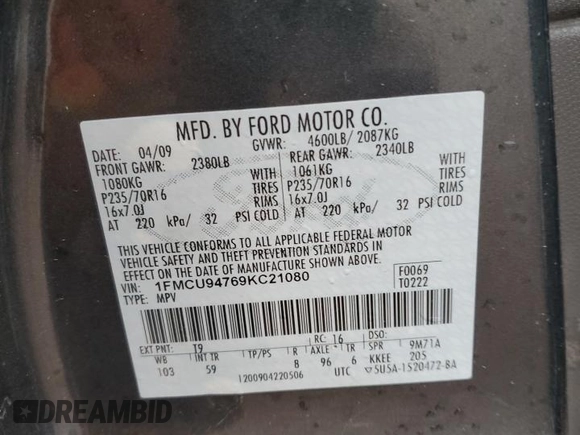 MFD. BY FORD MOTOR CO.
DATE: 04/09 GVWR: 4600LB/ 2087KG
FRONT GAWR: 2380LB REAR GAWR: 2340LB
1080KG WITH 1061KG WITH
P235/70R16 TIRES P235/70R16 TIRES
16x7.0J RIMS 16x7.0J RIMS
AT 220 kPa/ 32 PSI COLD AT 220 kPa/ 32 PSI COLD
THIS VEHICLE CONFORMS TO ALL APPLICABLE FEDERAL MOTOR
VEHICLE SAFETY AND THEFT PREVENTION STANDARDS IN
EFFECT ON THE DATE OF MANUFACTURE SHOWN ABOVE.
VIN: 1FMCU94769KC21080 F0069
TYPE: MPV T0222
EXT PNT: T9 RC: 16 DSO:
WB INT TR TP/PS R AXLE TR SPR 9M71A
103 59 8 96 6 KKEE 205
1200904220506 UTC 5U5A-1520472-BA
Ford
DREAMBID